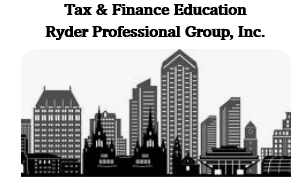 Tax & Finance Education
Ryder Professional Group, Inc.